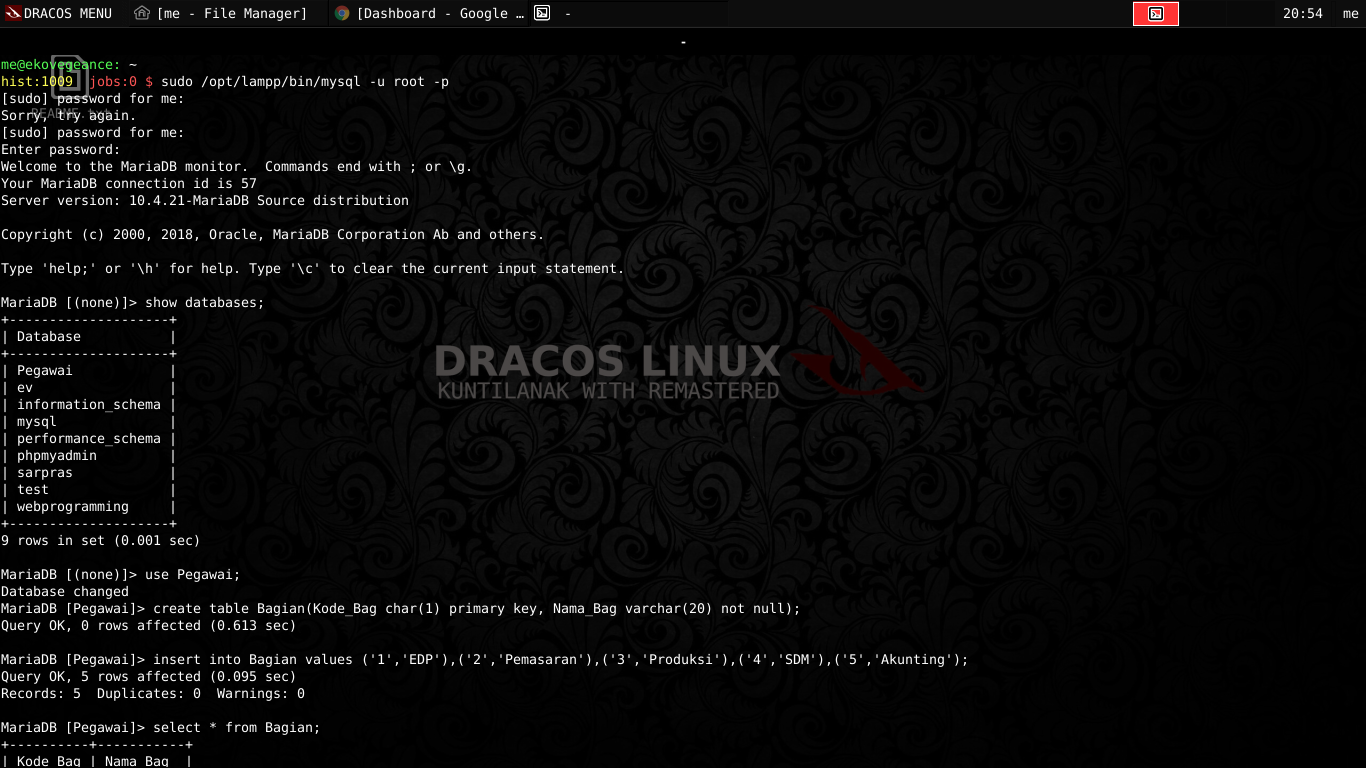 DRACOS MENU [me - File Manager] [Dashboard - Google … - 20:54 me
-
me@ekovegeance: ~
hist:1009 jobs:0 $ sudo /opt/lampp/bin/mysql -u root -p
[sudo] password for me:
README.txt
Sorry, try again.
[sudo] password for me:
Enter password:
Welcome to the MariaDB monitor.  Commands end with ; or \g.
Your MariaDB connection id is 57
Server version: 10.4.21-MariaDB Source distribution
Copyright (c) 2000, 2018, Oracle, MariaDB Corporation Ab and others.
Type 'help;' or '\h' for help. Type '\c' to clear the current input statement.
MariaDB [(none)]> show databases;
+--------------------+
| Database           |
+--------------------+
| Pegawai            |
| ev                 |
| information_schema |
| mysql              |
| performance_schema |
| phpmyadmin         |
| sarpras            |
| test               |
| webprogramming     |
+--------------------+
9 rows in set (0.001 sec)
DRACOS LINUX
KUNTILANAK WITH REMASTERED
MariaDB [(none)]> use Pegawai;
Database changed
MariaDB [Pegawai]> create table Bagian(Kode_Bag char(1) primary key, Nama_Bag varchar(20) not null);
Query OK, 0 rows affected (0.613 sec)
MariaDB [Pegawai]> insert into Bagian values ('1','EDP'),('2','Pemasaran'),('3','Produksi'),('4','SDM'),('5','Akunting');
Query OK, 5 rows affected (0.095 sec)
Records: 5  Duplicates: 0  Warnings: 0
MariaDB [Pegawai]> select * from Bagian;
+----------+-----------+
| Kode_Bag | Nama_Bag  |